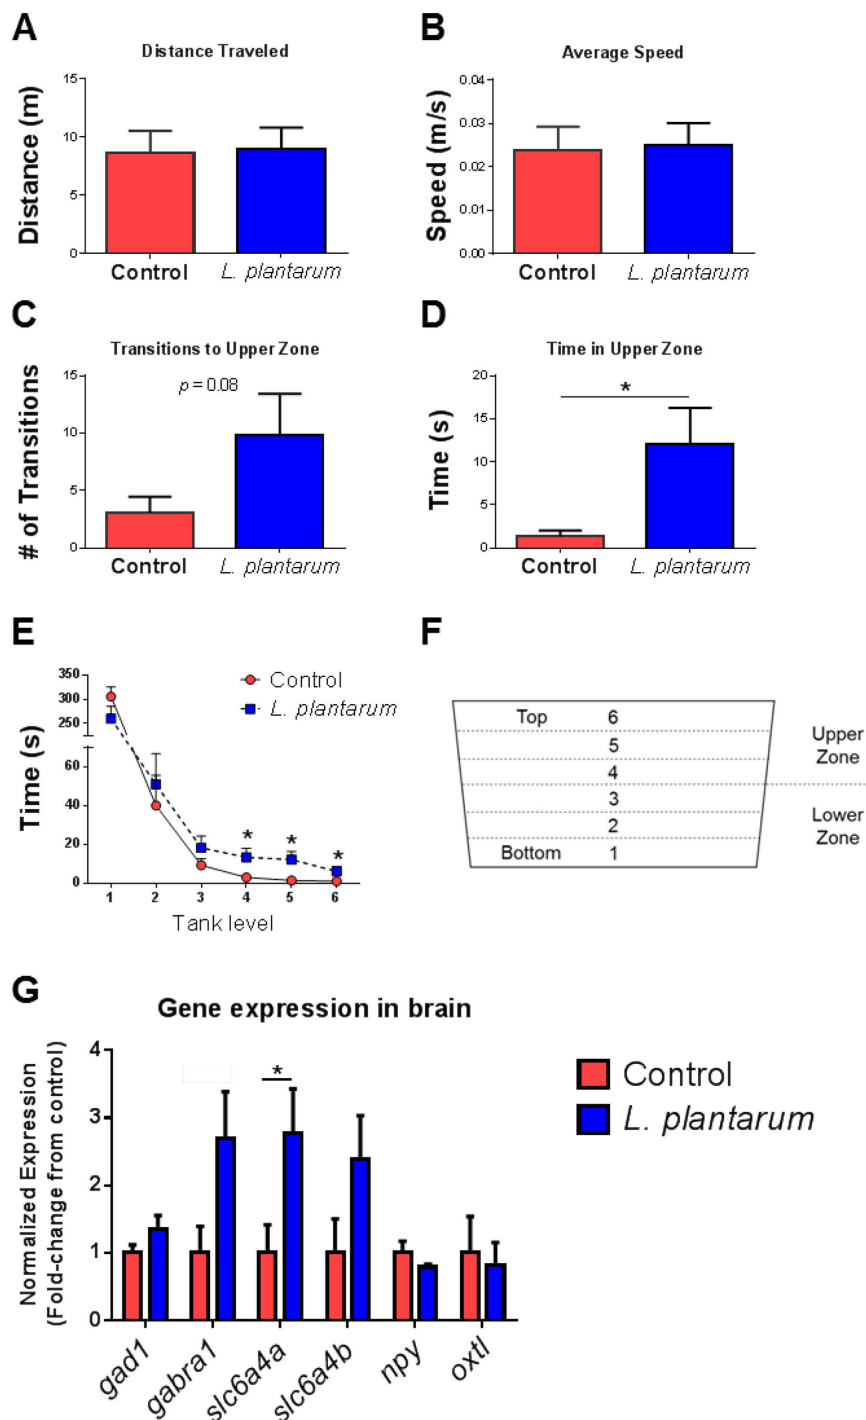 A
Distance Traveled
Distance (m)
15
10
5
0
Control
L. plantarum
B
Average Speed
Speed (m/s)
0.04
0.03
0.02
0.01
0.00
Control
L. plantarum
C
Transitions to Upper Zone
# of Transitions
15
10
5
0
p = 0.08
Control
L. plantarum
D
Time in Upper Zone
Time (s)
20
15
10
5
0
*
Control
L. plantarum
E
Time (s)
350
300
250
60
40
20
0
Control
L. plantarum
* * *
1 2 3 4 5 6
Tank level
F
Top 6
5
4
3
2
Bottom 1
Upper
Zone
Lower
Zone
G
Gene expression in brain
Normalized Expression
(Fold-change from control)
4
3
2
1
0
*
gad1 gabra1 slc6a4a slc6a4b npy oxtl
Control
L. plantarum